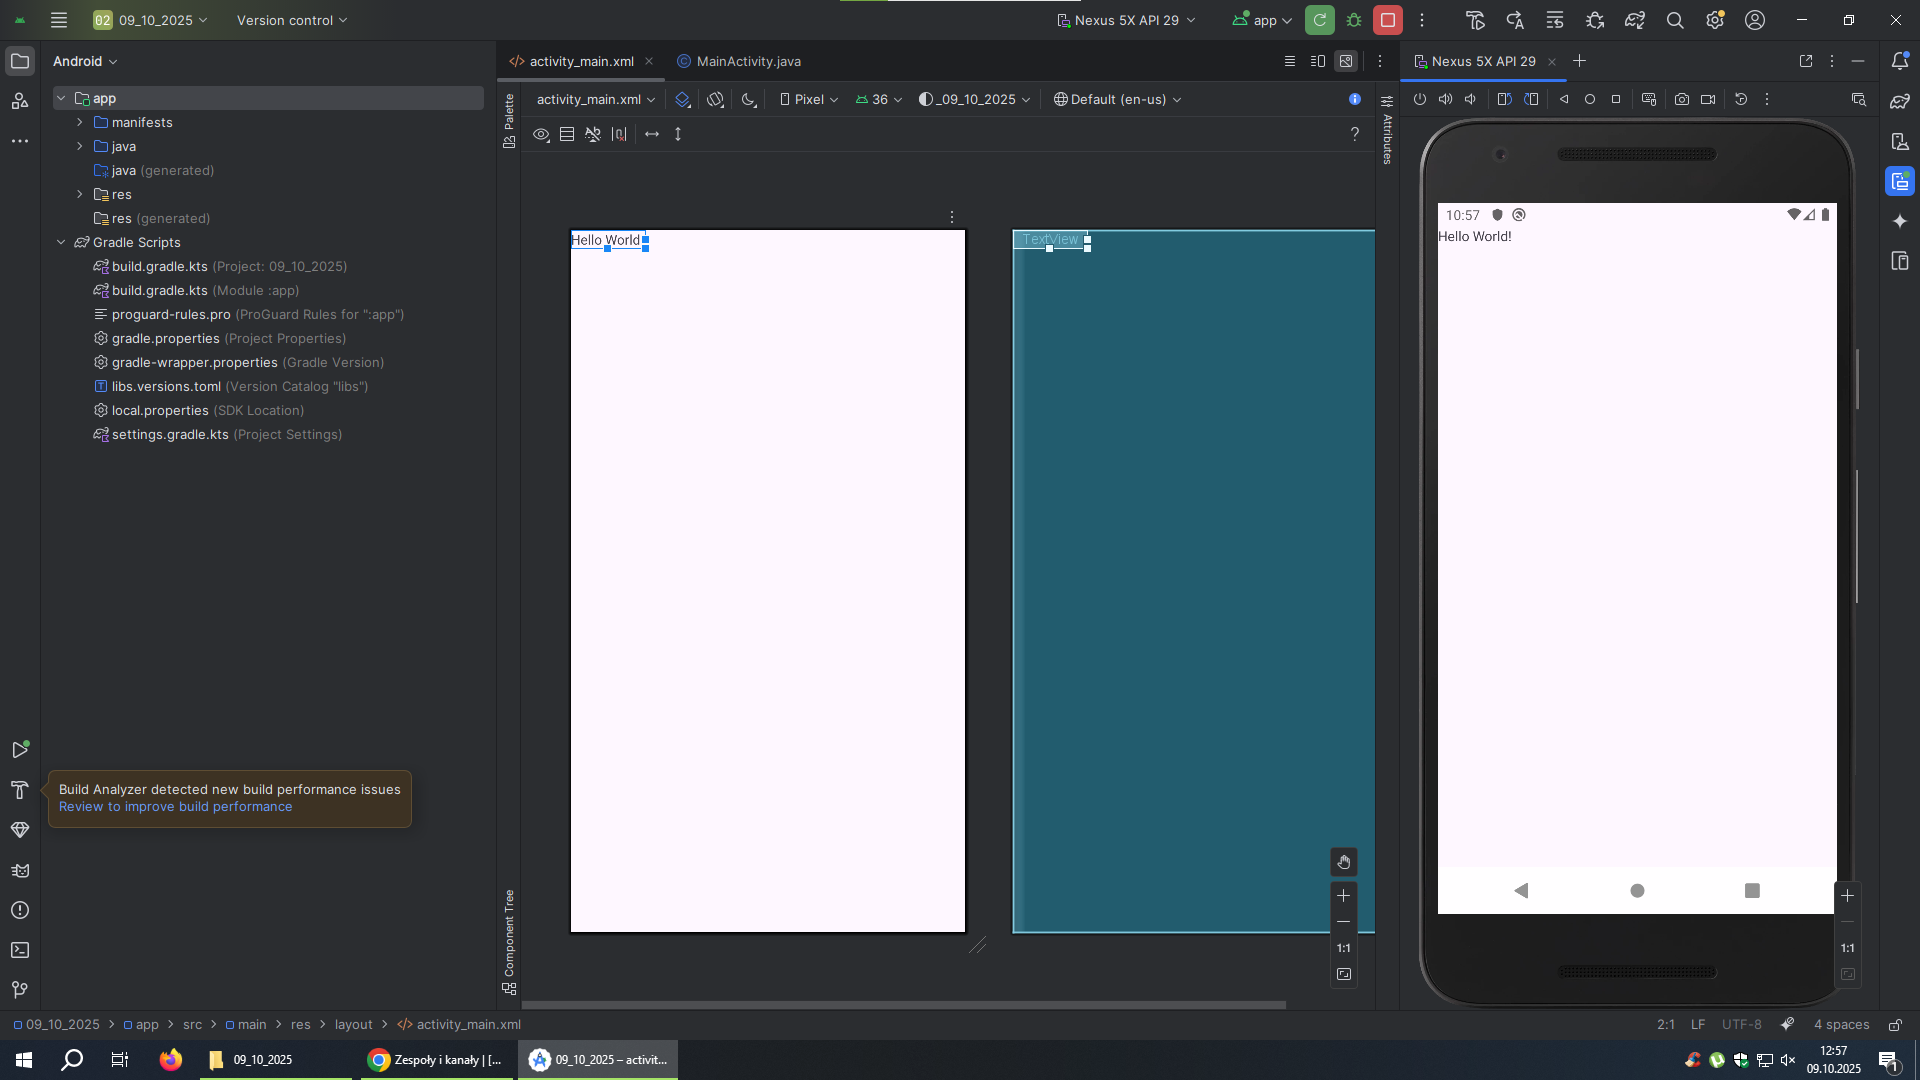 02 09_10_2025
Version control
Nexus 5X API 29
app
Android
activity_main.xml
MainActivity.java
Nexus 5X API 29
app
manifests
java
java (generated)
res
res (generated)
Gradle Scripts
build.gradle.kts (Project: 09_10_2025)
build.gradle.kts (Module :app)
proguard-rules.pro (ProGuard Rules for ":app")
gradle.properties (Project Properties)
gradle-wrapper.properties (Gradle Version)
libs.versions.toml (Version Catalog "libs")
local.properties (SDK Location)
settings.gradle.kts (Project Settings)
Build Analyzer detected new build performance issues
Review to improve build performance
Palette
activity_main.xml
Pixel
36
_09_10_2025
Default (en-us)
?
Attributes
Hello World
TextView
Component Tree
1:1
10:57
Hello World!
1:1
09_10_2025 > app > src > main > res > layout > activity_main.xml
2:1 LF UTF-8 4 spaces
09_10_2025
Zespoły i kanały | [...
09_10_2025 – activit...
12:57
09.10.2025
1